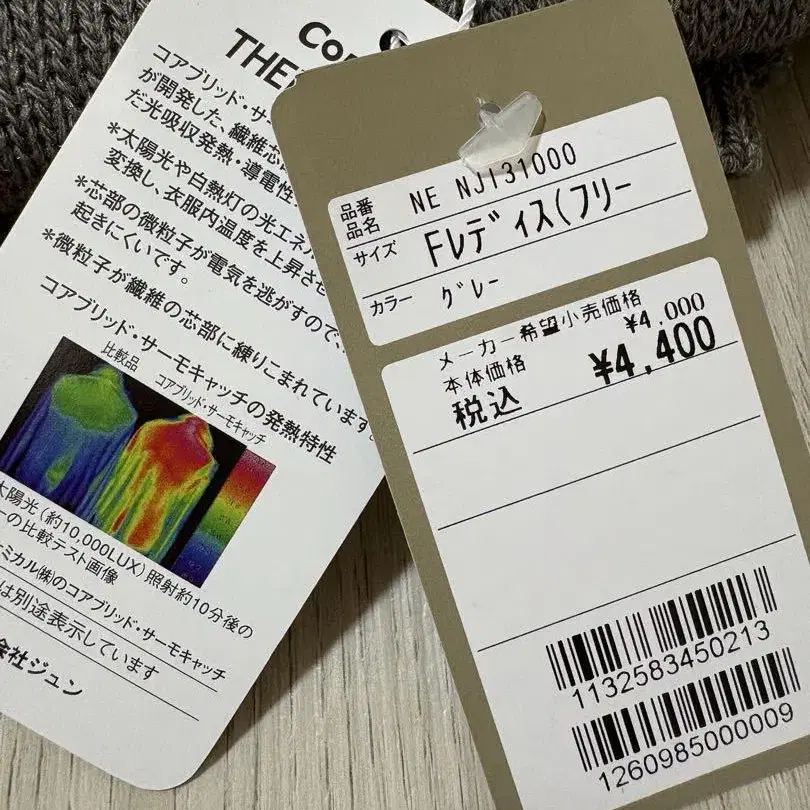 Cor
THE
コアブリッド・サーモ
が開発した、繊維芯
だ光吸収発熱・導電性
*太陽光や白熱灯の光エネル
変換し、衣服内温度を上昇させ
*芯部の微粒子が電気を逃がすので、
起きにくいです。
*微粒子が繊維の芯部に練りこまれています。
コアブリッド・サーモキャッチの発熱特性
比較品
コアブリッド・サーモキャッチ
太陽光(約10,000LUX)照射約10分後の
ーの比較テスト画像
ミカル(株)のコアブリッド・サーモキャッチ
は別途表示しています
会社ジュン
品番 NE NJ131000
品名
サイズ Fレディス(フリー
カラー グレー
メーカー希望小売価格
本体価格 ¥4,000
税込 ¥4,400
1132583450213
1260985000009